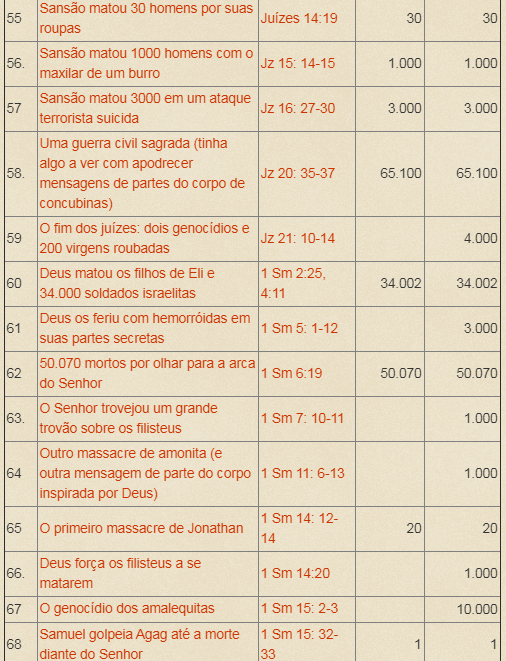 55 Sansão matou 30 homens por suas roupas Juízes 14:19 30 30
56. Sansão matou 1000 homens com o maxilar de um burro Jz 15: 14-15 1.000 1.000
57 Sansão matou 3000 em um ataque terrorista suicida Jz 16: 27-30 3.000 3.000
58. Uma guerra civil sagrada (tinha algo a ver com apodrecer mensagens de partes do corpo de concubinas) Jz 20: 35-37 65.100 65.100
59 O fim dos juízes: dois genocídios e 200 virgens roubadas Jz 21: 10-14 4.000
60 Deus matou os filhos de Eli e 34.000 soldados israelitas 1 Sm 2:25, 4:11 34.002 34.002
61 Deus os feriu com hemorróidas em suas partes secretas 1 Sm 5: 1-12 3.000
62 50.070 mortos por olhar para a arca do Senhor 1 Sm 6:19 50.070 50.070
63. O Senhor trovejou um grande trovão sobre os filisteus 1 Sm 7: 10-11 1.000
64 Outro massacre de amonita (e outra mensagem de parte do corpo inspirada por Deus) 1 Sm 11: 6-13 1.000
65 O primeiro massacre de Jonathan 1 Sm 14: 12-14 20 20
66. Deus força os filisteus a se matarem 1 Sm 14:20 1.000
67 O genocídio dos amalequitas 1 Sm 15: 2-3 10.000
68 Samuel golpeia Agag até a morte diante do Senhor 1 Sm 15: 32-33 1 1